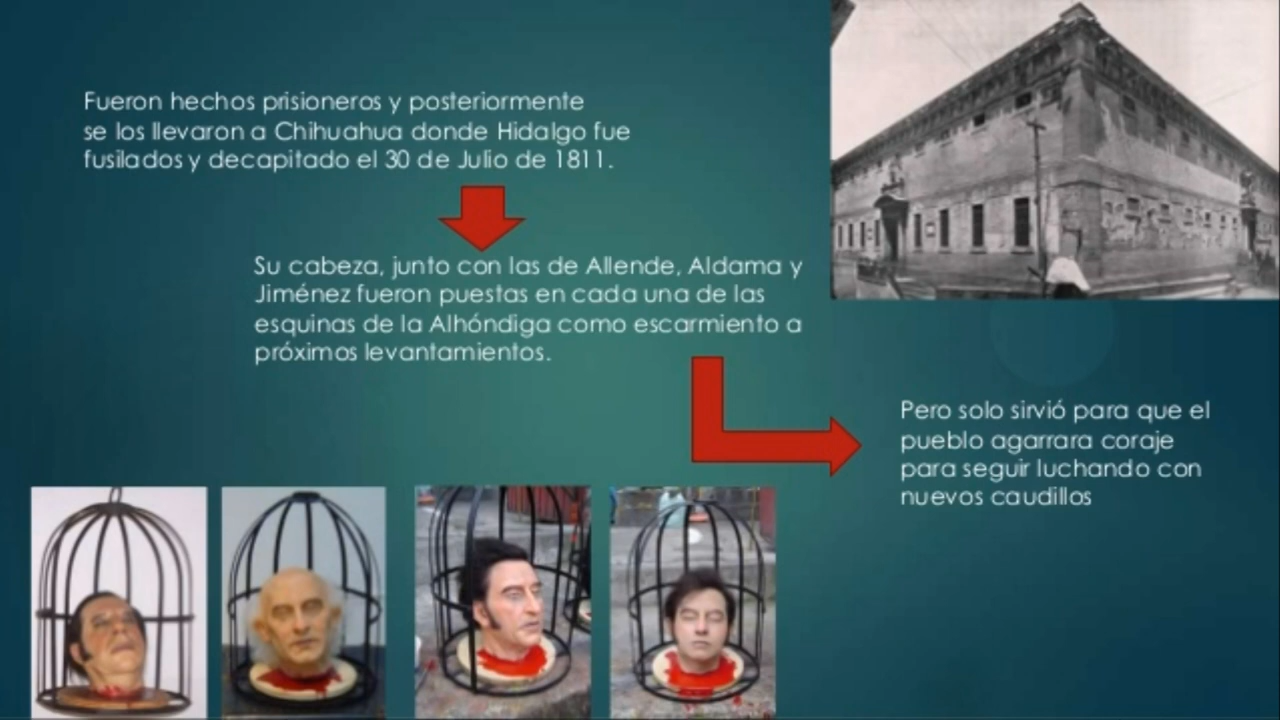 Fueron hechos prisioneros y posteriormente
se los llevaron a Chihuahua donde Hidalgo fue
fusilados y decapitado el 30 de Julio de 1811.
Su cabeza, junto con las de Allende, Aldama y
Jiménez fueron puestas en cada una de las
esquinas de la Alhóndiga como escarmiento a
próximos levantamientos.
Pero solo sirvió para que el
pueblo agarrara coraje
para seguir luchando con
nuevos caudillos